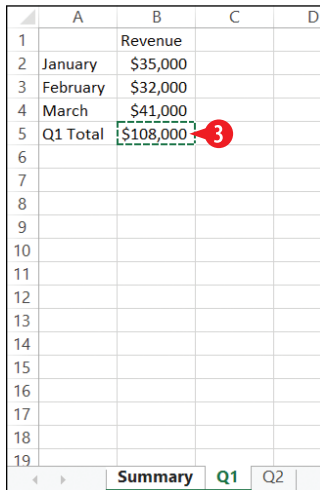 A B C D
1 Revenue
2 January $35,000
3 February $32,000
4 March $41,000
5 Q1 Total $108,000 3
6
7
8
9
10
11
12
13
14
15
16
17
18
19
Summary Q1 Q2